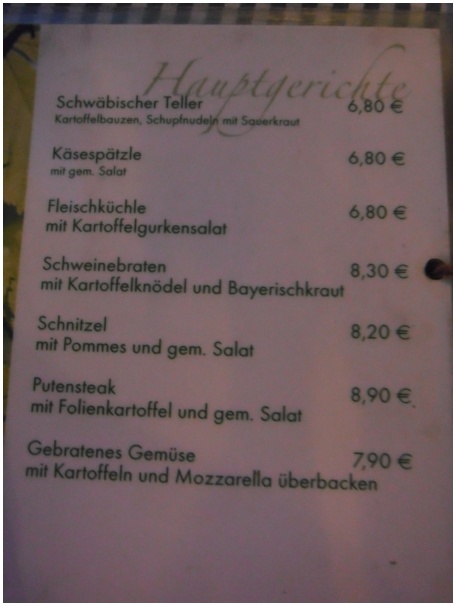 Hauptgerichte
Schwäbischer Teller 6,80 €
Kartoffelbauzen, Schupfnudeln mit Sauerkraut
Käsespätzle 6,80 €
mit gem. Salat
Fleischküchle 6,80 €
mit Kartoffelgurkensalat
Schweinebraten 8,30 €
mit Kartoffelknödel und Bayerischkraut
Schnitzel 8,20 €
mit Pommes und gem. Salat
Putensteak 8,90 €
mit Folienkartoffel und gem. Salat
Gebratenes Gemüse 7,90 €
mit Kartoffeln und Mozzarella überbacken